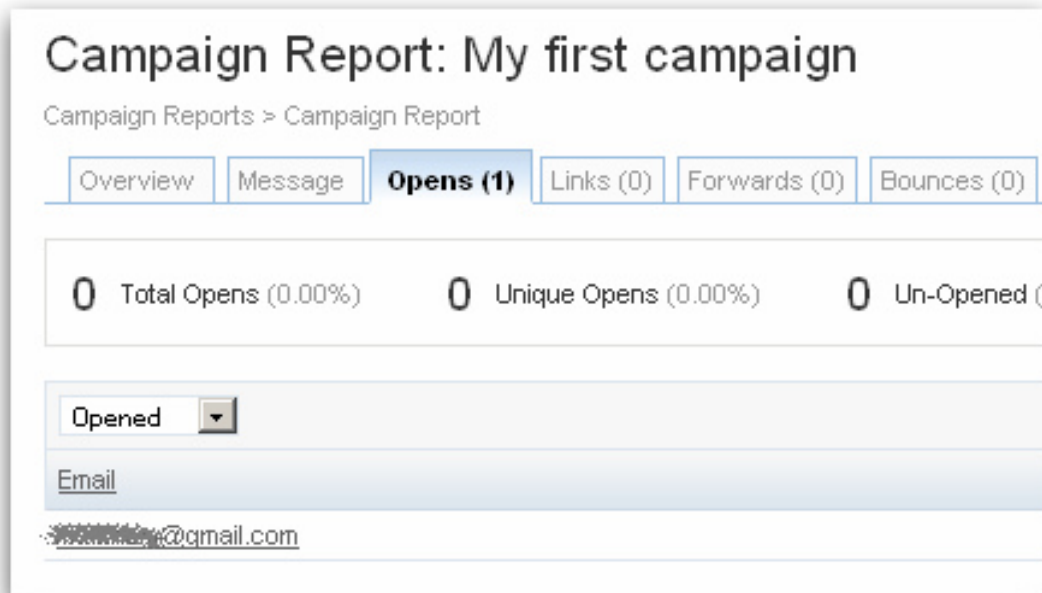 Campaign Report: My first campaign
Campaign Reports > Campaign Report
Overview Message Opens (1) Links (0) Forwards (0) Bounces (0)
0 Total Opens (0.00%) 0 Unique Opens (0.00%) 0 Un-Opened (
Opened
Email
@gmail.com